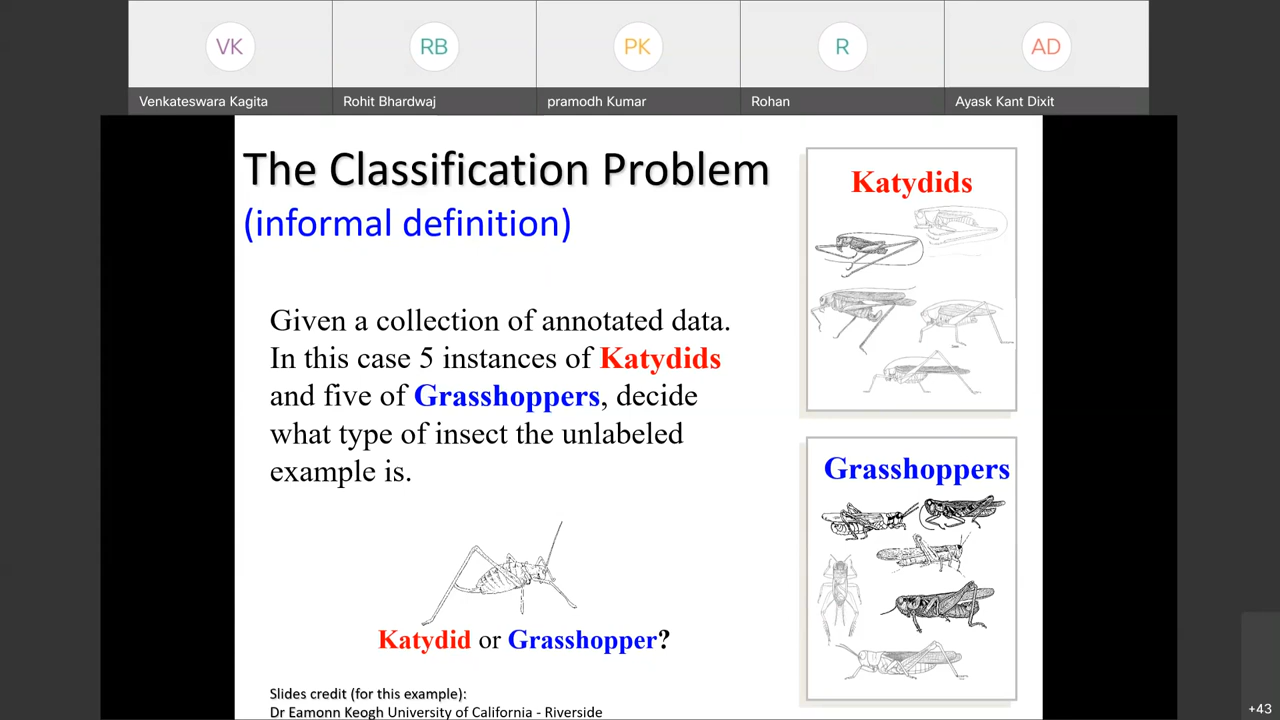 VK
RB
PK
R
AD
Venkateswara Kagita
Rohit Bhardwaj
pramodh Kumar
Rohan
Ayask Kant Dixit
The Classification Problem
(informal definition)
Given a collection of annotated data.
In this case 5 instances of Katydids
and five of Grasshoppers, decide
what type of insect the unlabeled
example is.
Katydid or Grasshopper?
Slides credit (for this example):
Dr Eamonn Keogh University of California - Riverside
Katydids
Grasshoppers
+43